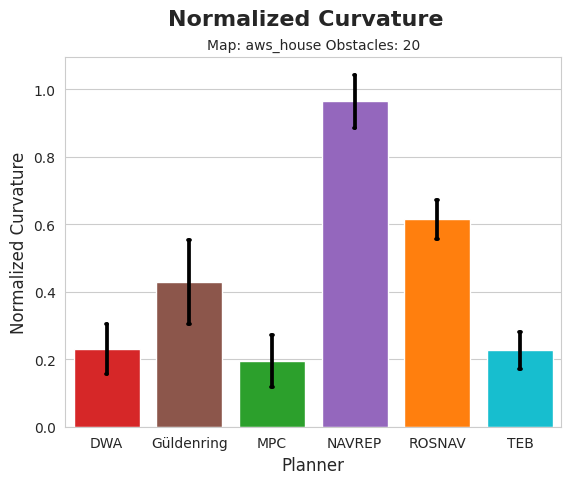 Normalized Curvature
Map: aws_house Obstacles: 20
Normalized Curvature
1.0
0.8
0.6
0.4
0.2
0.0
DWA Güldenring MPC NAVREP ROSNAV TEB
Planner